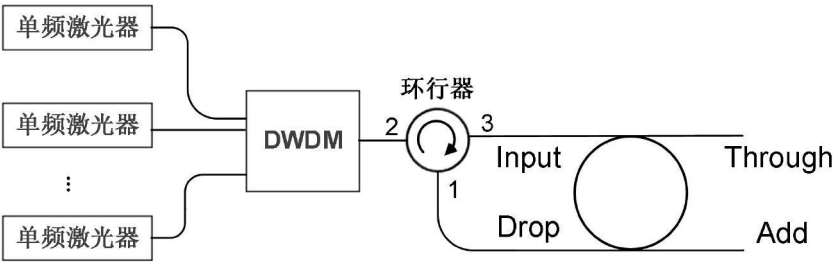 单频激光器
单频激光器
⋮
单频激光器
DWDM
环行器
2
3
1
Input
Through
Drop
Add